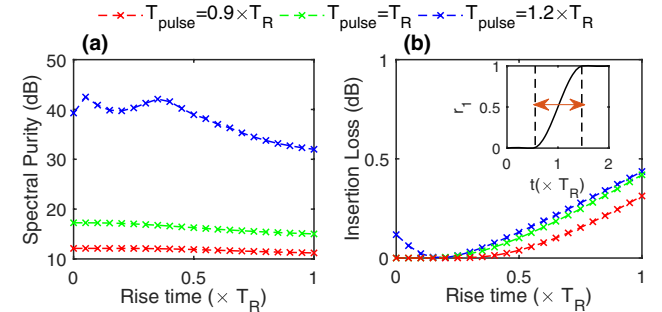 T_pulse=0.9×T_R T_pulse=T_R T_pulse=1.2×T_R
(a)
50
40
30
20
10
Spectral Purity (dB)
0 0.5 1
Rise time (× T_R)
(b)
1
0.5
0
Insertion Loss (dB)
0 0.5 1
Rise time (× T_R)
1
0.5
0
r_1
0 1 2
t(× T_R)